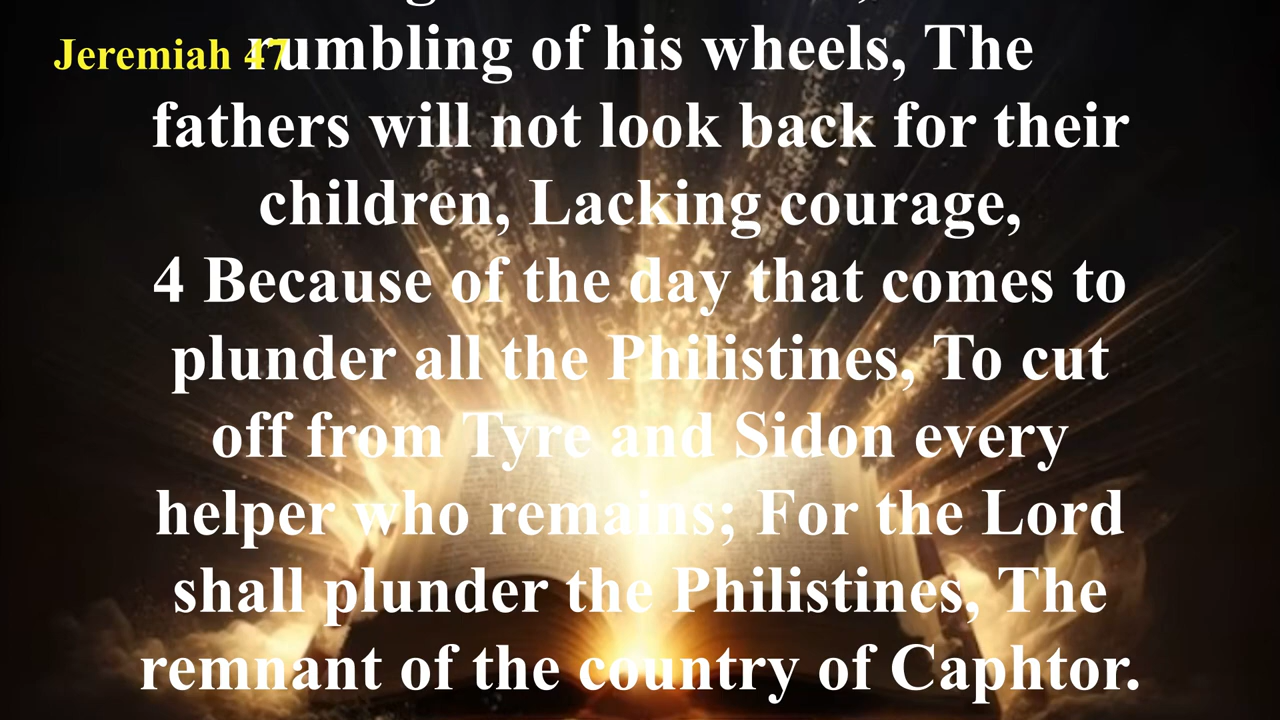 Jeremiah 47
rumbling of his wheels, The
fathers will not look back for their
children, Lacking courage,
4 Because of the day that comes to
plunder all the Philistines, To cut
off from Tyre and Sidon every
helper who remains; For the Lord
shall plunder the Philistines, The
remnant of the country of Caphtor.